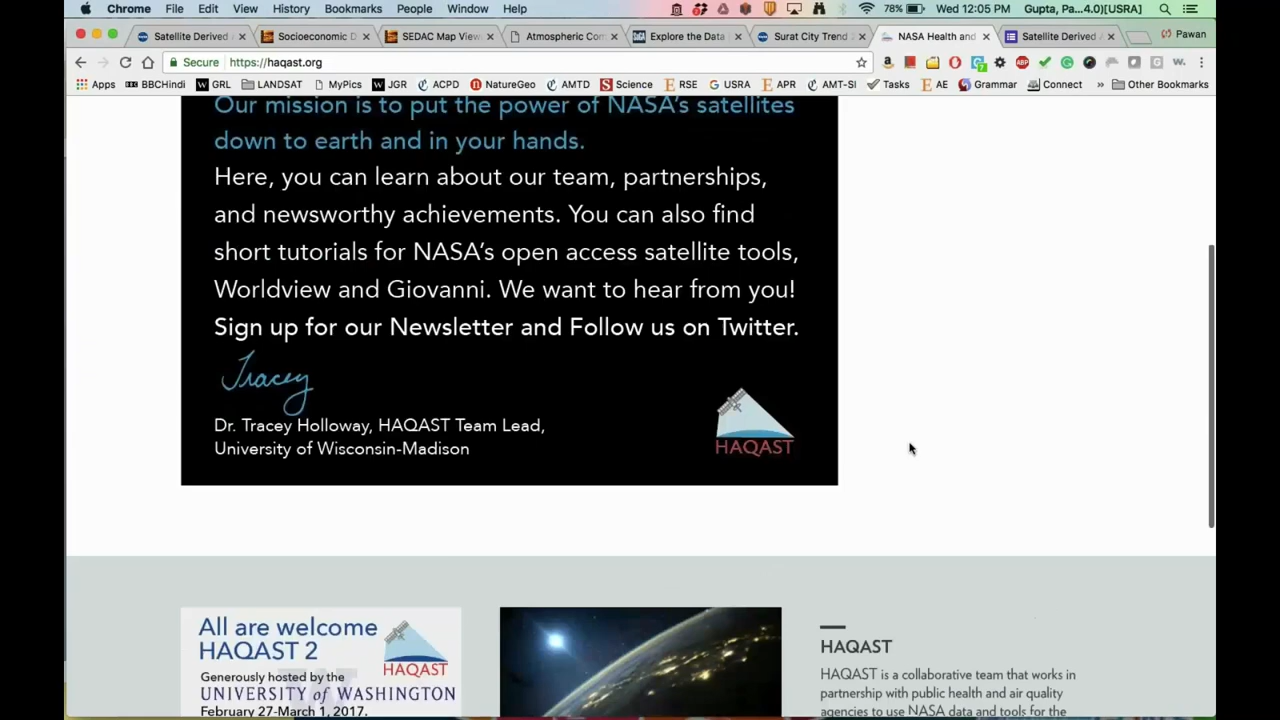 Chrome File Edit View History Bookmarks People Window Help 78% Wed 12:05 PM Gupta, Pa...4.0)[USRA]
Satellite Derived Socioeconomic D SEDAC Map View Atmospheric Com Explore the Data Surat City Trend NASA Health and Satellite Derived A Pawan
Secure https://haqast.org
Apps BBCHindi GRL LANDSAT MyPics JGR ACPD NatureGeo AMTD Science RSE USRA APR AMT-SI Tasks AE Grammar Connect » Other Bookmarks
Our mission is to put the power of NASA's satellites
down to earth and in your hands.
Here, you can learn about our team, partnerships,
and newsworthy achievements. You can also find
short tutorials for NASA's open access satellite tools,
Worldview and Giovanni. We want to hear from you!
Sign up for our Newsletter and Follow us on Twitter.
Tracey
Dr. Tracey Holloway, HAQAST Team Lead,
University of Wisconsin-Madison
HAQAST
All are welcome
HAQAST 2
HAQAST
Generously hosted by the
UNIVERSITY of WASHINGTON
February 27-March 1, 2017.
HAQAST
HAQAST is a collaborative team that works in
partnership with public health and air quality
agencies to use NASA data and tools for the